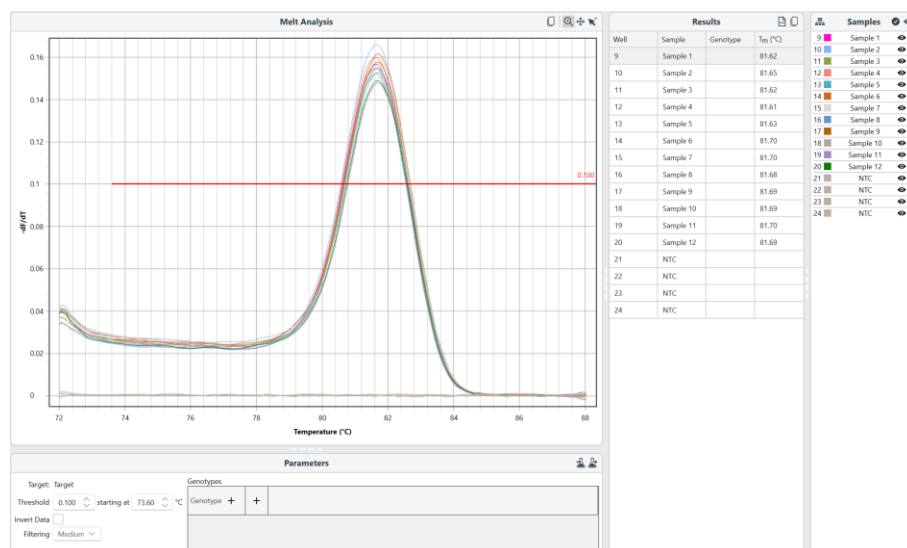 Melt Analysis
0.16
0.14
0.12
0.1
0.08
0.06
0.04
0.02
0
-dF/dT
0.100
72 74 76 78 80 82 84 86 88
Temperature (°C)
Parameters
Target: Target
Threshold 0.100 starting at 73.60 °C
Invert Data
Filtering Medium
Genotypes
Genotype + +
Results
Well Sample Genotype Tm (°C)
9 Sample 1 81.62
10 Sample 2 81.65
11 Sample 3 81.62
12 Sample 4 81.61
13 Sample 5 81.63
14 Sample 6 81.70
15 Sample 7 81.70
16 Sample 8 81.68
17 Sample 9 81.69
18 Sample 10 81.69
19 Sample 11 81.70
20 Sample 12 81.69
21 NTC
22 NTC
23 NTC
24 NTC
Samples
9 Sample 1
10 Sample 2
11 Sample 3
12 Sample 4
13 Sample 5
14 Sample 6
15 Sample 7
16 Sample 8
17 Sample 9
18 Sample 10
19 Sample 11
20 Sample 12
21 NTC
22 NTC
23 NTC
24 NTC